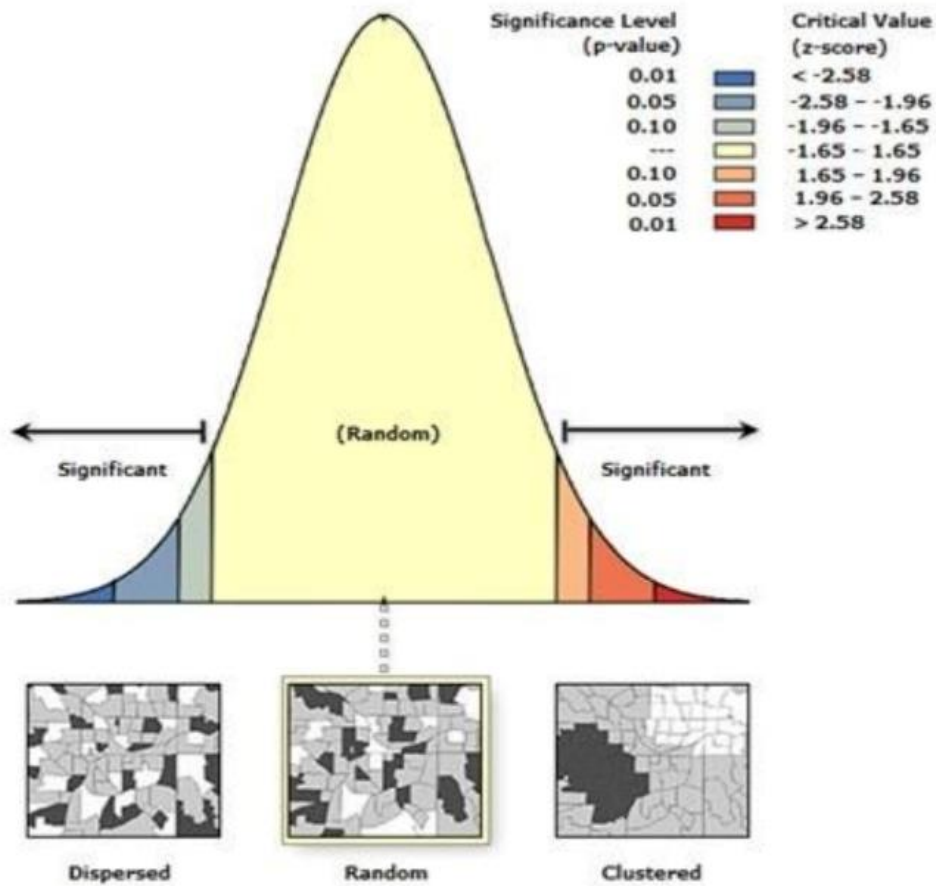 Significance Level
(p-value)
Critical Value
(z-score)
0.01 < -2.58
0.05 -2.58 – -1.96
0.10 -1.96 – -1.65
--- -1.65 – 1.65
0.10 1.65 – 1.96
0.05 1.96 – 2.58
0.01 > 2.58
(Random)
Significant
Significant
Dispersed
Random
Clustered